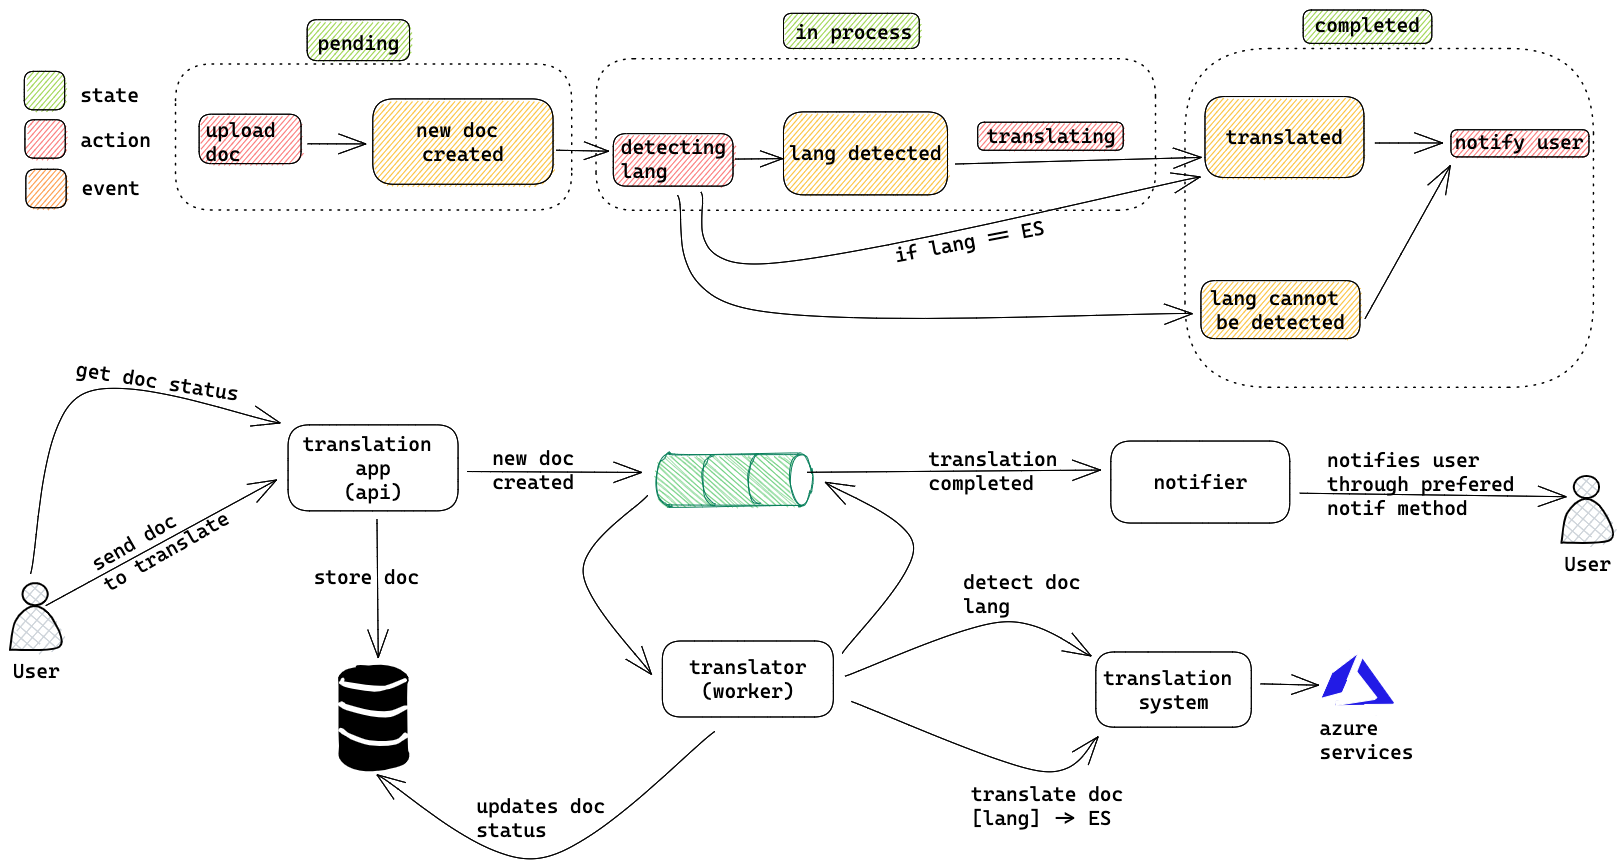 pending
in process
completed
state
action
event
upload
doc
new doc
created
detecting
lang
lang detected
translating
translated
notify user
if lang == ES
lang cannot
be detected
get doc status
send doc
to translate
User
translation
app
(api)
new doc
created
store doc
translation
completed
notifier
notifies user
through prefered
notif method
User
translator
(worker)
detect doc
lang
translation
system
azure
services
translate doc
[lang] → ES
updates doc
status